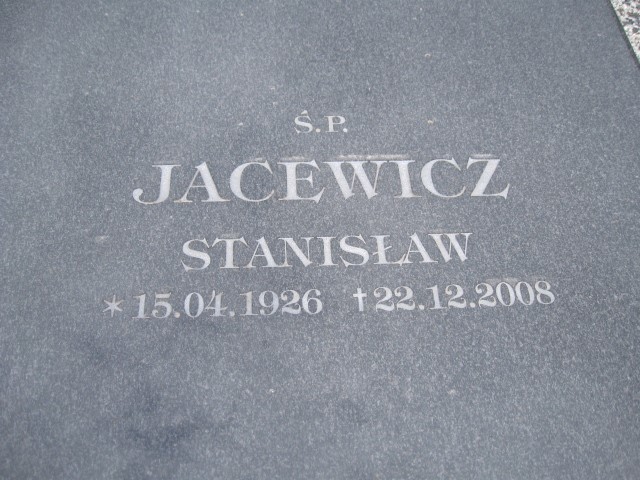 Ś.P.
JACEWICZ
STANISŁAW
*15.04.1926 †22.12.2008